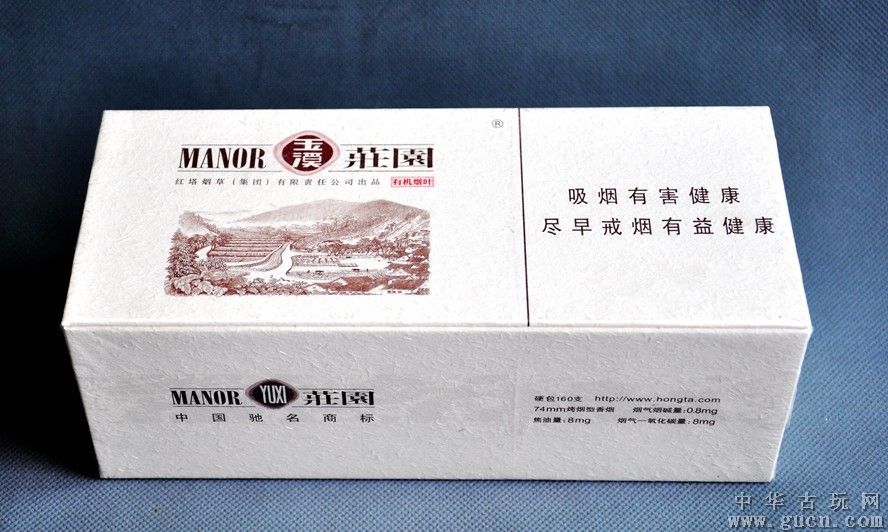 ®
MANOR 玉溪 莊園
红塔烟草（集团）有限责任公司出品 有机烟叶
吸烟有害健康
尽早戒烟有益健康
MANOR YUXI 莊園
中国驰名商标
硬包160支 http://www.hongta.com
74mm烤烟型香烟 烟气烟碱量:0.8mg
焦油量:8mg 烟气一氧化碳量:8mg
中华古玩网
www.gucn.com